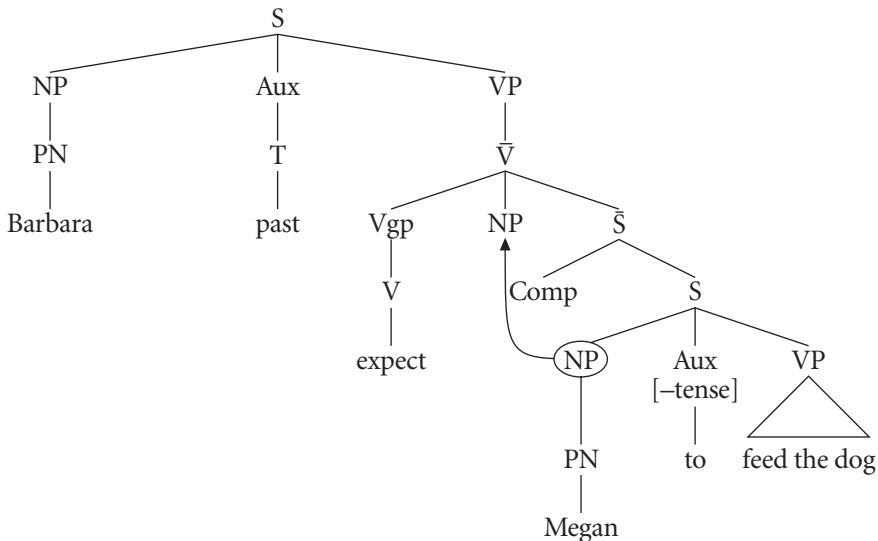 S
NP Aux VP
PN T V̄
Barbara past Vgp NP S̄
V Comp S
expect NP Aux VP
[–tense]
PN to feed the dog
Megan